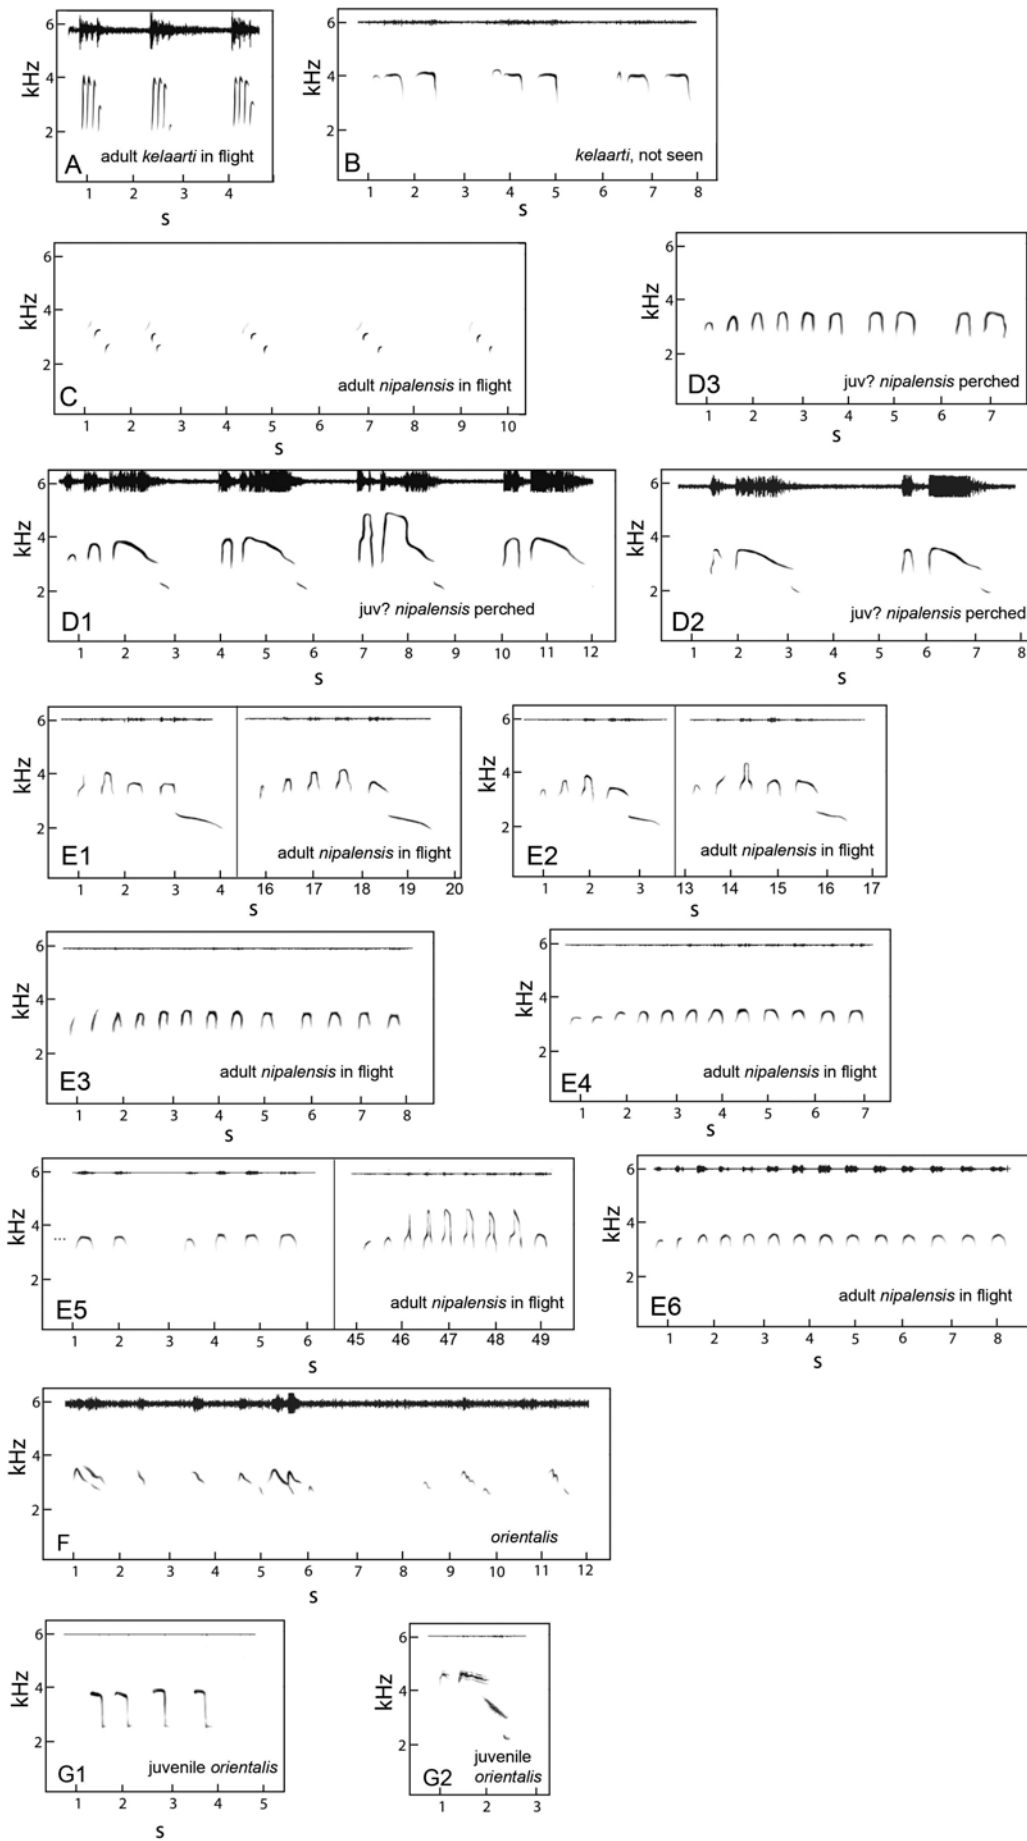 6
kHz
4
2
A
adult kelaarti in flight
1 2 3 4
S
6
kHz
4
2
B
kelaarti, not seen
1 2 3 4 5 6 7 8
S
6
kHz
4
2
C
adult nipalensis in flight
1 2 3 4 5 6 7 8 9 10
S
6
kHz
4
2
D3
juv? nipalensis perched
1 2 3 4 5 6 7
S
6
kHz
4
2
D1
juv? nipalensis perched
1 2 3 4 5 6 7 8 9 10 11 12
S
6
kHz
4
2
D2
juv? nipalensis perched
1 2 3 4 5 6 7 8
S
6
kHz
4
2
E1
adult nipalensis in flight
1 2 3 4 16 17 18 19 20
S
6
kHz
4
2
E2
adult nipalensis in flight
1 2 3 13 14 15 16 17
S
6
kHz
4
2
E3
adult nipalensis in flight
1 2 3 4 5 6 7 8
S
6
kHz
4
2
E4
adult nipalensis in flight
1 2 3 4 5 6 7
S
6
kHz
4
...
2
E5
adult nipalensis in flight
1 2 3 4 5 6 45 46 47 48 49
S
6
kHz
4
2
E6
adult nipalensis in flight
1 2 3 4 5 6 7 8
S
6
kHz
4
2
F
orientalis
1 2 3 4 5 6 7 8 9 10 11 12
S
6
kHz
4
2
G1
juvenile orientalis
1 2 3 4 5
S
6
kHz
4
2
G2
juvenile
orientalis
1 2 3